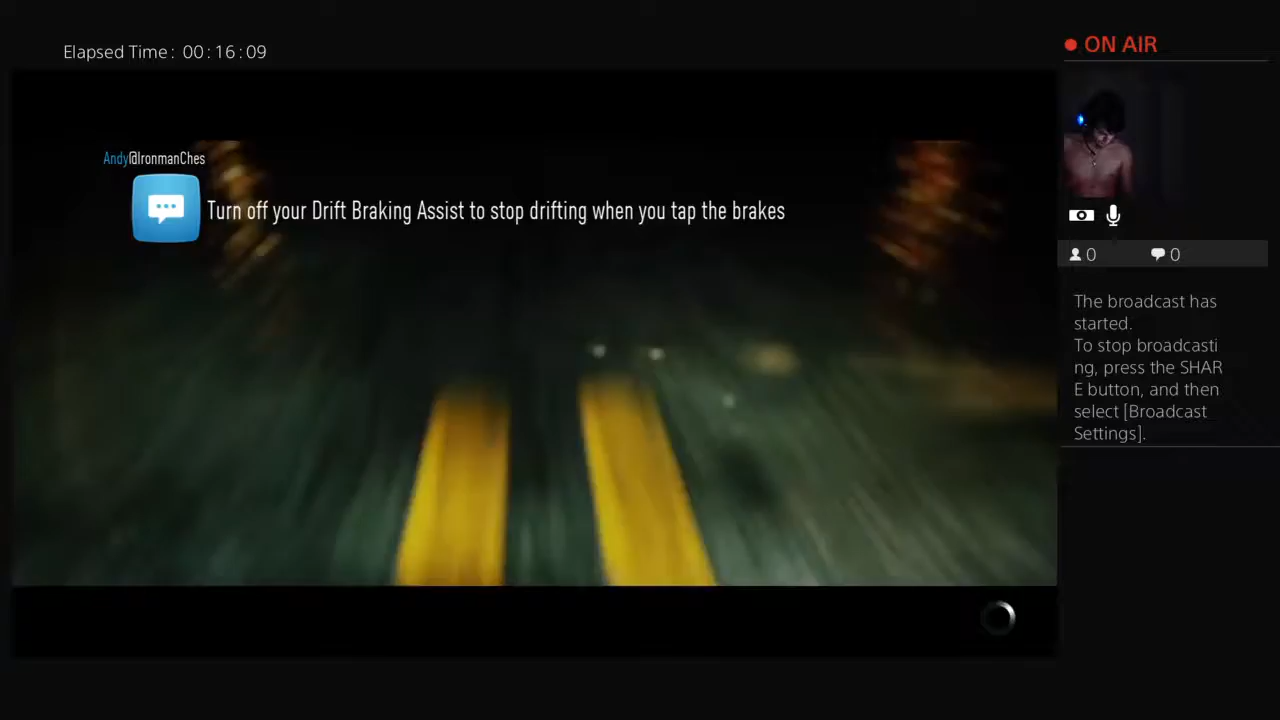 Elapsed Time: 00:16:09
ON AIR
Andy@IronmanChes
Turn off your Drift Braking Assist to stop drifting when you tap the brakes
0
0
The broadcast has
started.
To stop broadcasti
ng, press the SHAR
E button, and then
select [Broadcast
Settings].